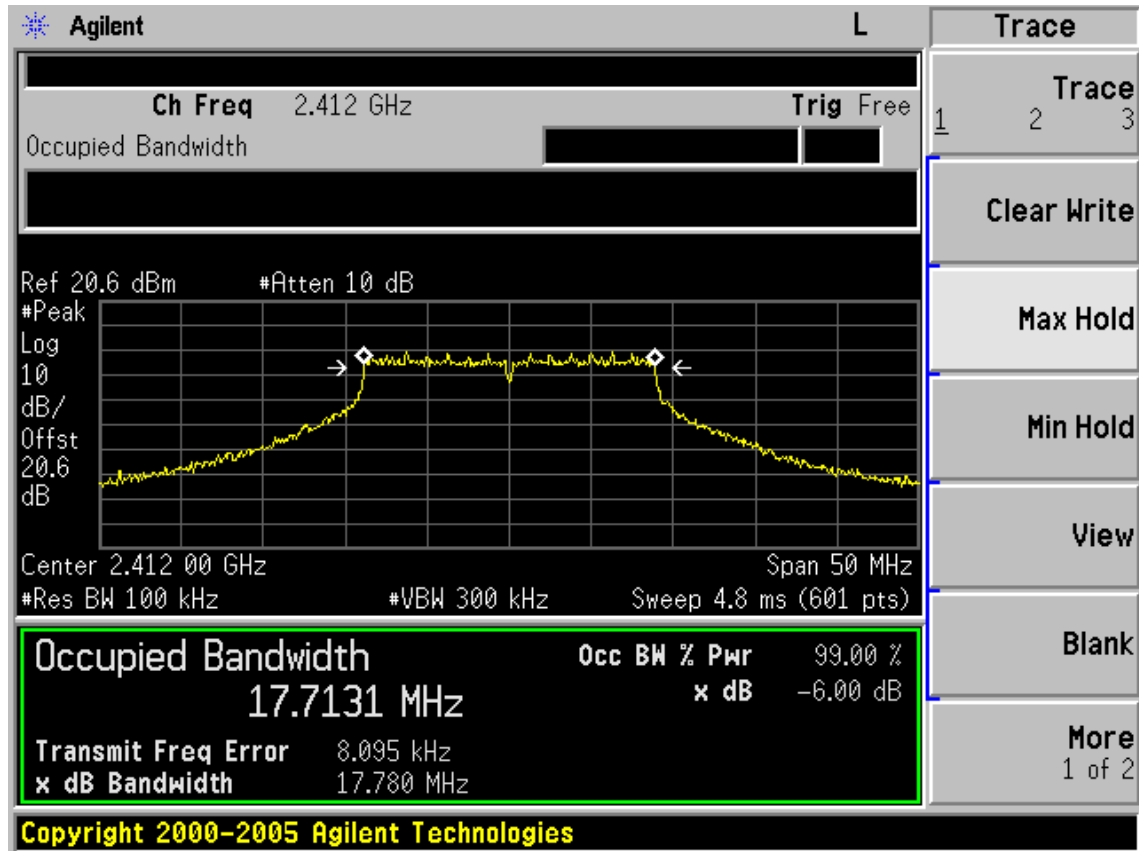 Agilent L
Ch Freq 2.412 GHz Trig Free
Occupied Bandwidth
Ref 20.6 dBm #Atten 10 dB
#Peak
Log
10
dB/
Offst
20.6
dB
Center 2.412 00 GHz Span 50 MHz
#Res BW 100 kHz #VBW 300 kHz Sweep 4.8 ms (601 pts)
Occupied Bandwidth
17.7131 MHz
Occ BW % Pwr 99.00 %
x dB -6.00 dB
Transmit Freq Error 8.095 kHz
x dB Bandwidth 17.780 MHz
Copyright 2000-2005 Agilent Technologies
Trace
Trace
1 2 3
Clear Write
Max Hold
Min Hold
View
Blank
More
1 of 2